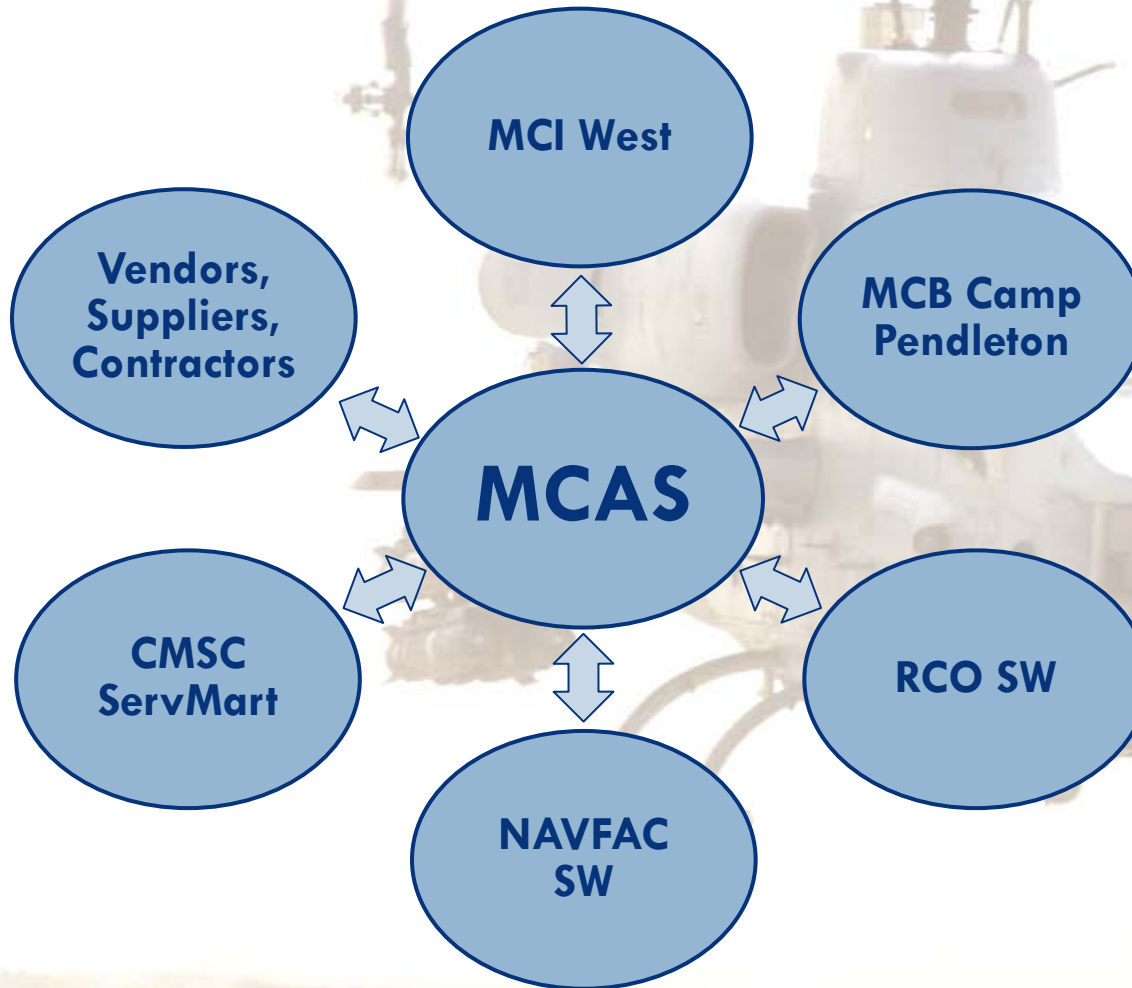 MCI West
Vendors,
Suppliers,
Contractors
MCB Camp
Pendleton
MCAS
CMSC
ServMart
RCO SW
NAVFAC
SW